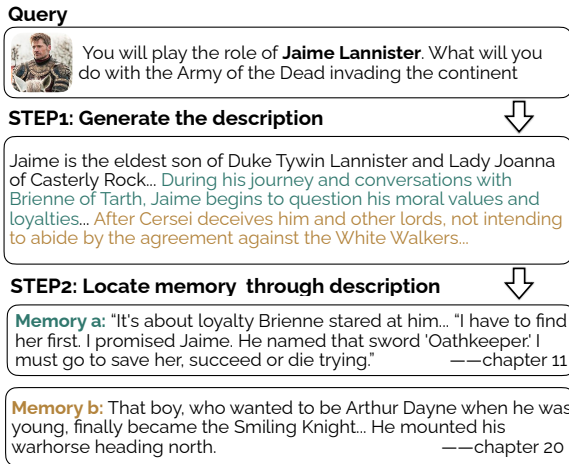 Query
You will play the role of Jaime Lannister. What will you
do with the Army of the Dead invading the continent
STEP1: Generate the description
Jaime is the eldest son of Duke Tywin Lannister and Lady Joanna
of Casterly Rock... During his journey and conversations with
Brienne of Tarth, Jaime begins to question his moral values and
loyalties... After Cersei deceives him and other lords, not intending
to abide by the agreement against the White Walkers...
STEP2: Locate memory through description
Memory a: “It's about loyalty Brienne stared at him... “I have to find
her first. I promised Jaime. He named that sword 'Oathkeeper.' I
must go to save her, succeed or die trying.” ——chapter 11
Memory b: That boy, who wanted to be Arthur Dayne when he was
young, finally became the Smiling Knight... He mounted his
warhorse heading north. ——chapter 20